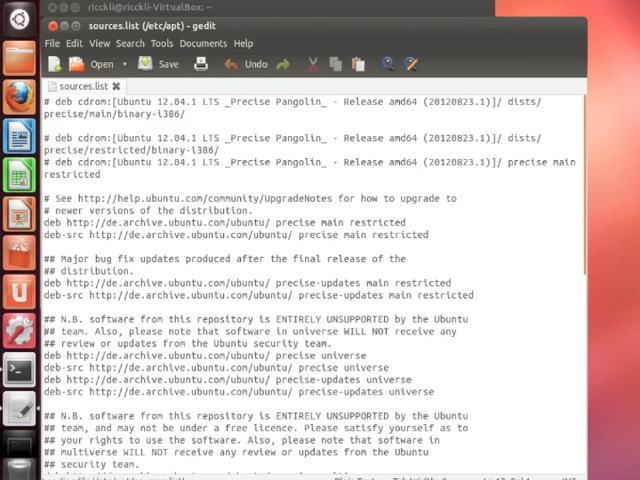 ricckli@ricckli-VirtualBox: ~
sources.list (/etc/apt) - gedit
File Edit View Search Tools Documents Help
Open Save Undo
sources.list
# deb cdrom:[Ubuntu 12.04.1 LTS _Precise Pangolin_ - Release amd64 (20120823.1)]/ dists/
precise/main/binary-i386/
# deb cdrom:[Ubuntu 12.04.1 LTS _Precise Pangolin_ - Release amd64 (20120823.1)]/ dists/
precise/restricted/binary-i386/
# deb cdrom:[Ubuntu 12.04.1 LTS _Precise Pangolin_ - Release amd64 (20120823.1)]/ precise main
restricted
# See http://help.ubuntu.com/community/UpgradeNotes for how to upgrade to
# newer versions of the distribution.
deb http://de.archive.ubuntu.com/ubuntu/ precise main restricted
deb-src http://de.archive.ubuntu.com/ubuntu/ precise main restricted
## Major bug fix updates produced after the final release of the
## distribution.
deb http://de.archive.ubuntu.com/ubuntu/ precise-updates main restricted
deb-src http://de.archive.ubuntu.com/ubuntu/ precise-updates main restricted
## N.B. software from this repository is ENTIRELY UNSUPPORTED by the Ubuntu
## team. Also, please note that software in universe WILL NOT receive any
## review or updates from the Ubuntu security team.
deb http://de.archive.ubuntu.com/ubuntu/ precise universe
deb-src http://de.archive.ubuntu.com/ubuntu/ precise universe
deb http://de.archive.ubuntu.com/ubuntu/ precise-updates universe
deb-src http://de.archive.ubuntu.com/ubuntu/ precise-updates universe
## N.B. software from this repository is ENTIRELY UNSUPPORTED by the Ubuntu
## team, and may not be under a free licence. Please satisfy yourself as to
## your rights to use the software. Also, please note that software in
## multiverse WILL NOT receive any review or updates from the Ubuntu
## security team.